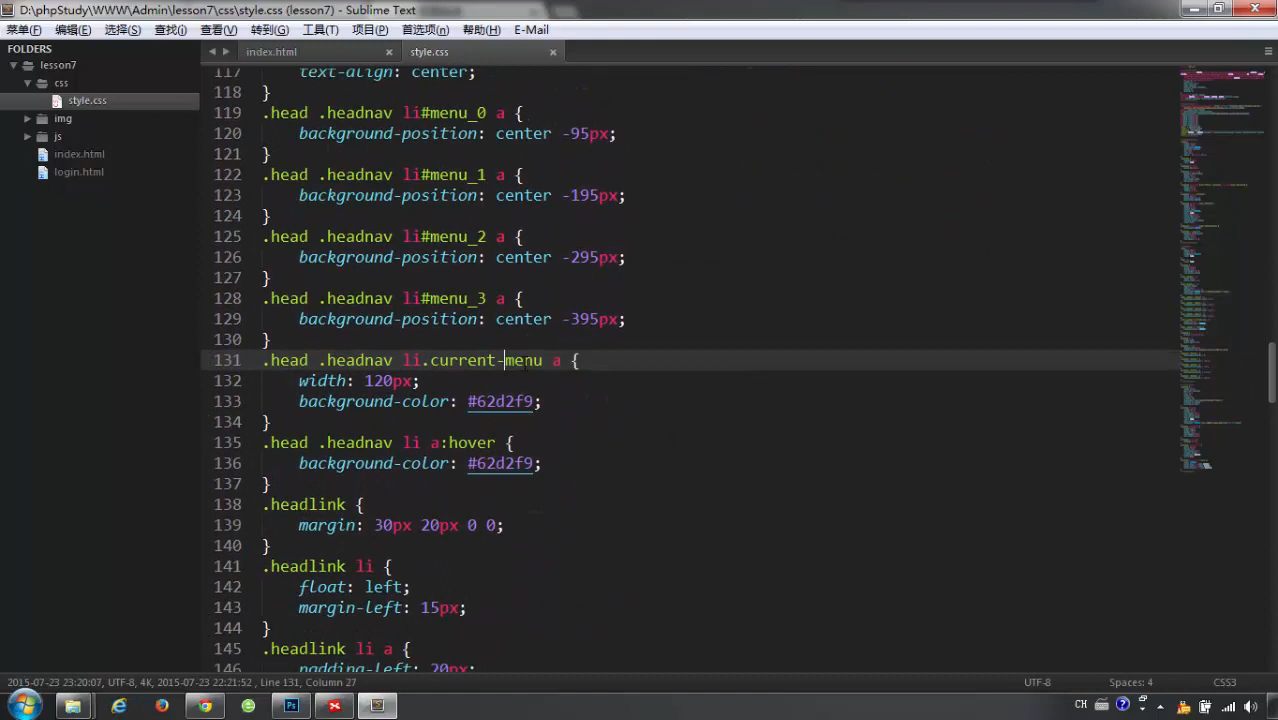 D:\phpStudy\WWW\Admin\lesson7\css\style.css (lesson7) - Sublime Text
菜单(F) 编辑(E) 选择(S) 查找(I) 查看(V) 转到(G) 工具(T) 项目(P) 首选项(n) 帮助(H) E-Mail
FOLDERS
lesson7
css
style.css
img
js
index.html
login.html
index.html style.css
117 text-align: center;
118 }
119 .head .headnav li#menu_0 a {
120 background-position: center -95px;
121 }
122 .head .headnav li#menu_1 a {
123 background-position: center -195px;
124 }
125 .head .headnav li#menu_2 a {
126 background-position: center -295px;
127 }
128 .head .headnav li#menu_3 a {
129 background-position: center -395px;
130 }
131 .head .headnav li.current-menu a {
132 width: 120px;
133 background-color: #62d2f9;
134 }
135 .head .headnav li a:hover {
136 background-color: #62d2f9;
137 }
138 .headlink {
139 margin: 30px 20px 0 0;
140 }
141 .headlink li {
142 float: left;
143 margin-left: 15px;
144 }
145 .headlink li a {
146 padding-left: 20px;
2015-07-23 23:20:07, UTF-8, 4K, 2015-07-23 22:21:52, Line 131, Column 27 UTF-8 Spaces: 4 CSS3
Ps CH